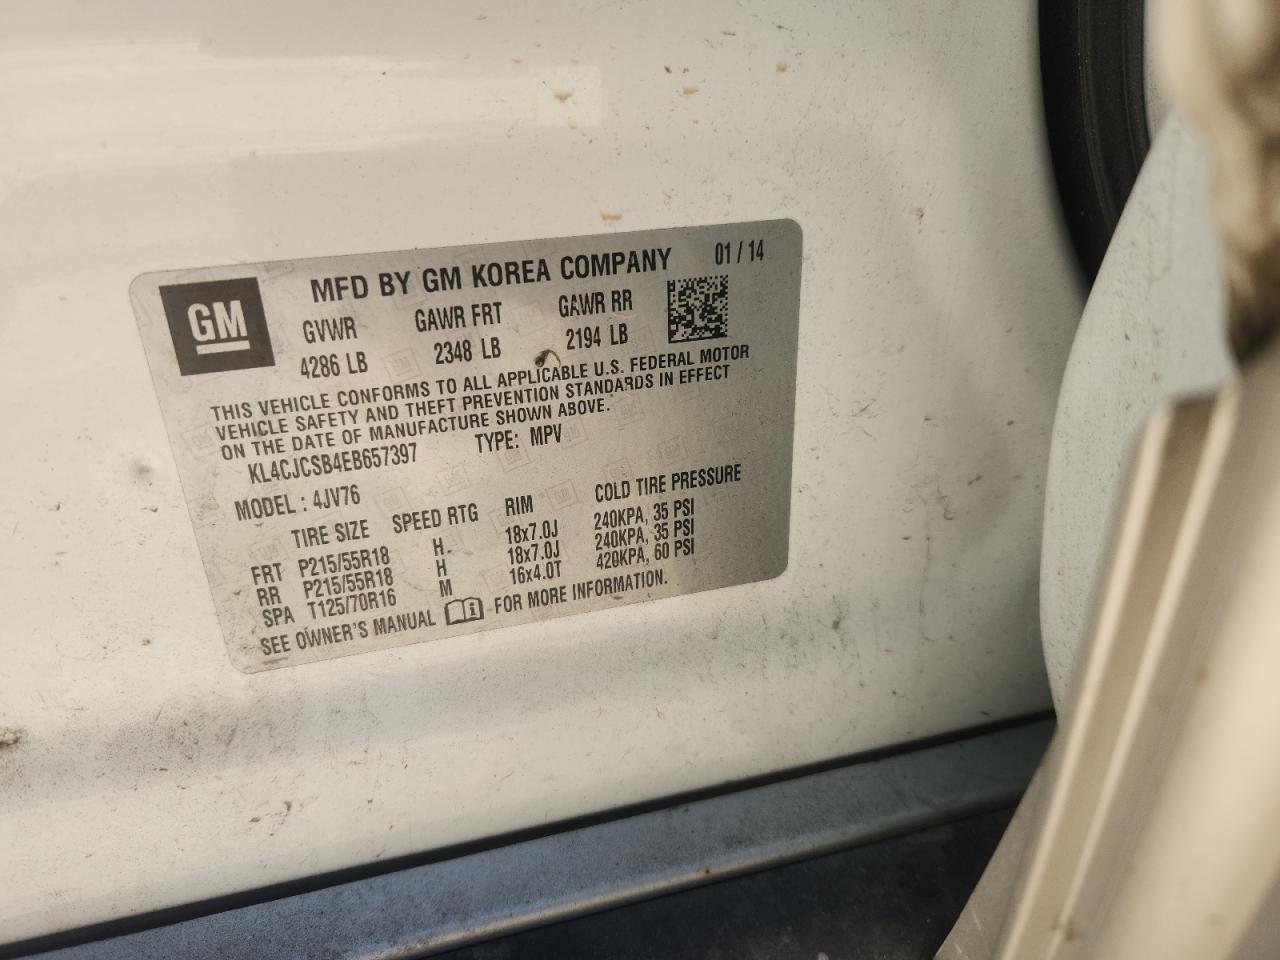 GM
MFD BY GM KOREA COMPANY 01 / 14
GVWR GAWR FRT GAWR RR
4286 LB 2348 LB 2194 LB
THIS VEHICLE CONFORMS TO ALL APPLICABLE U.S. FEDERAL MOTOR
VEHICLE SAFETY AND THEFT PREVENTION STANDARDS IN EFFECT
ON THE DATE OF MANUFACTURE SHOWN ABOVE.
KL4CJCSB4EB657397 TYPE: MPV
MODEL : 4JV76
TIRE SIZE SPEED RTG RIM COLD TIRE PRESSURE
FRT P215/55R18 H 18x7.0J 240KPA, 35 PSI
RR P215/55R18 H 18x7.0J 240KPA, 35 PSI
SPA T125/70R16 M 16x4.0T 420KPA, 60 PSI
SEE OWNER'S MANUAL i FOR MORE INFORMATION.